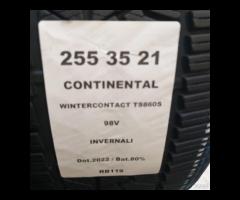 255 35 21
CONTINENTAL
WINTERCONTACT TS860S
98V
INVERNALI
Dot.2022 / Bat.80%
RB119